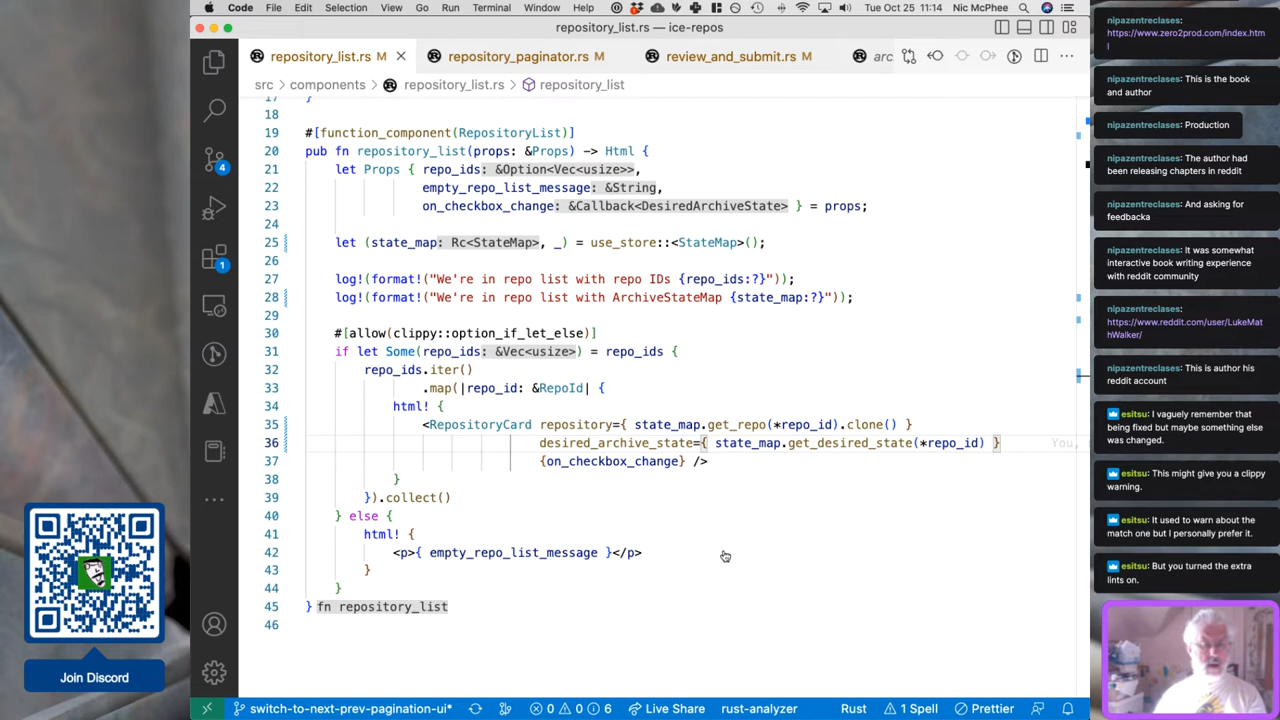 Code File Edit Selection View Go Run Terminal Window Help Tue Oct 25 11:14 Nic McPhee
repository_list.rs — ice-repos
repository_list.rs M repository_paginator.rs M review_and_submit.rs M arc
src > components > repository_list.rs > repository_list
17 }
18
19 #[function_component(RepositoryList)]
20 pub fn repository_list(props: &Props) -> Html {
21 let Props { repo_ids: &Option<Vec<usize>>,
22 empty_repo_list_message: &String,
23 on_checkbox_change: &Callback<DesiredArchiveState> } = props;
24
25 let (state_map: Rc<StateMap>, _) = use_store::<StateMap>();
26
27 log!(format!("We're in repo list with repo IDs {repo_ids:?}"));
28 log!(format!("We're in repo list with ArchiveStateMap {state_map:?}"));
29
30 #[allow(clippy::option_if_let_else)]
31 if let Some(repo_ids: &Vec<usize>) = repo_ids {
32 repo_ids.iter()
33 .map(|repo_id: &RepoId| {
34 html! {
35 <RepositoryCard repository={ state_map.get_repo(*repo_id).clone() }
36 desired_archive_state={ state_map.get_desired_state(*repo_id) } You,
37 {on_checkbox_change} />
38 }
39 }).collect()
40 } else {
41 html! {
42 <p>{ empty_repo_list_message }</p>
43 }
44 }
45 } fn repository_list
46
4
1
Join Discord
switch-to-next-prev-pagination-ui* 0 0 6 Live Share rust-analyzer Rust 1 Spell Prettier
nipazentreclases:
https://www.zero2prod.com/index.htm
l
nipazentreclases: This is the book
and author
nipazentreclases: Production
nipazentreclases: The author had
been releasing chapters in reddit
nipazentreclases: And asking for
feedbacka
nipazentreclases: It was somewhat
interactive book writing experience
with reddit community
nipazentreclases:
https://www.reddit.com/user/LukeMat
hWalker/
nipazentreclases: This is author his
reddit account
esitsu: I vaguely remember that
being fixed but maybe something else
was changed.
esitsu: This might give you a clippy
warning.
esitsu: It used to warn about the
match one but I personally prefer it.
esitsu: But you turned the extra
lints on.